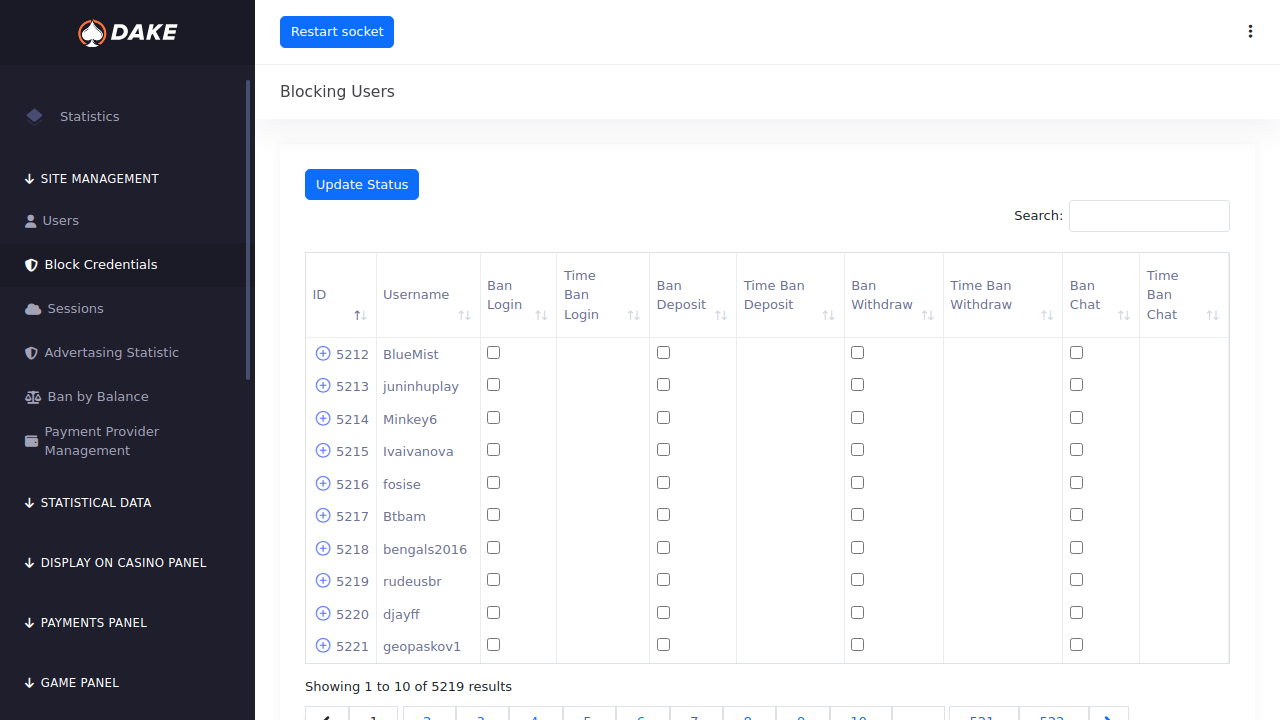 DAKE
Restart socket
Blocking Users
Statistics
SITE MANAGEMENT
Users
Block Credentials
Sessions
Advertasing Statistic
Ban by Balance
Payment Provider
Management
STATISTICAL DATA
DISPLAY ON CASINO PANEL
PAYMENTS PANEL
GAME PANEL
Update Status
Search:
ID
Username
Ban
Login
Time
Ban
Login
Ban
Deposit
Time Ban
Deposit
Ban
Withdraw
Time Ban
Withdraw
Ban
Chat
Time
Ban
Chat
5212 BlueMist
5213 juninhuplay
5214 Minkey6
5215 Ivaivanova
5216 fosise
5217 Btbam
5218 bengals2016
5219 rudeusbr
5220 djayff
5221 geopaskov1
Showing 1 to 10 of 5219 results
1 2 3 4 5 6 7 8 9 10 521 522